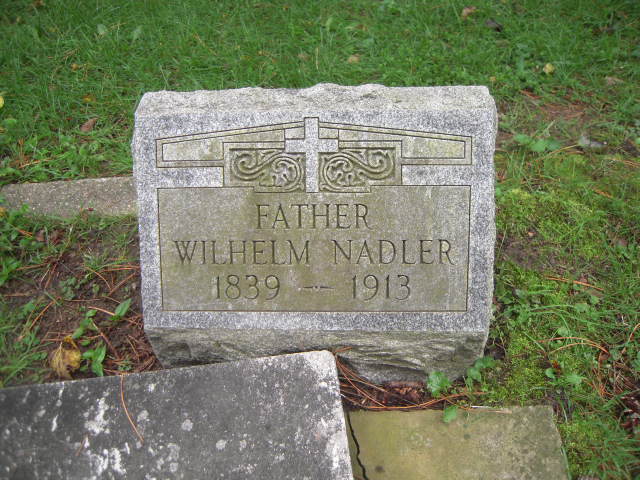 FATHER
WILHELM NADLER
1839 - 1913